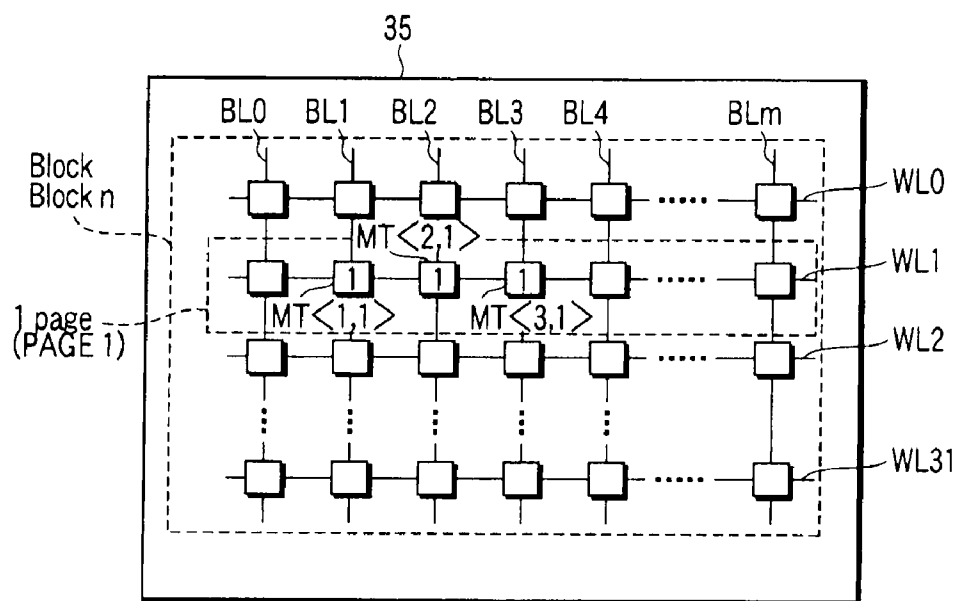 35
BL0 BL1 BL2 BL3 BL4 BLm
Block
Block n
WL0
MT<2,1>
1 1 1
WL1
MT<1,1> MT<3,1>
1 page
(PAGE 1)
WL2
WL31